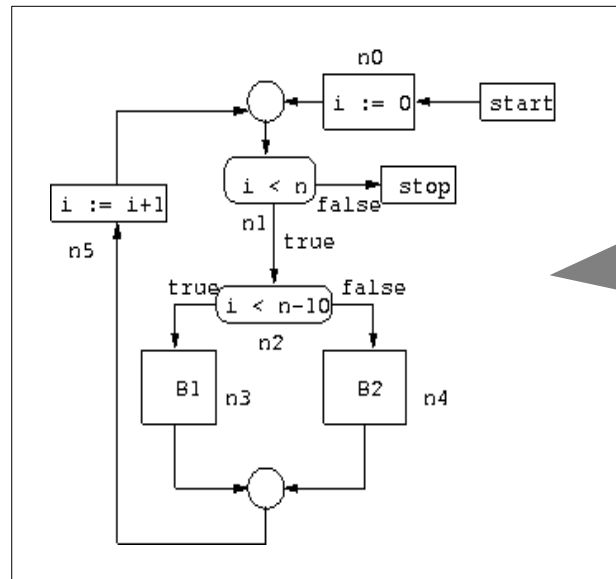 n0
i := 0
start
i < n
stop
false
n1
true
i := i+1
n5
true
false
i < n-10
n2
B1
n3
B2
n4